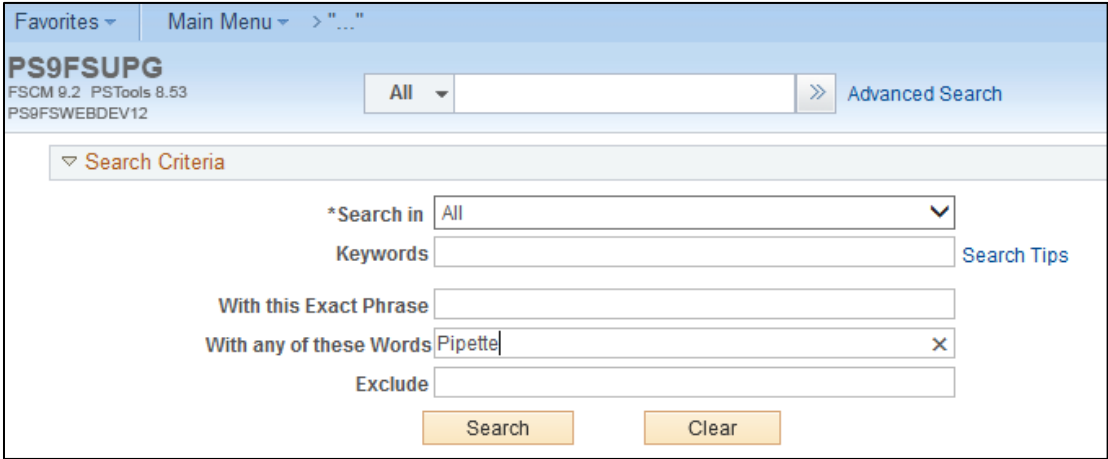 Favorites Main Menu > "..."
PS9FSUPG
FSCM 9.2 PSTools 8.53
PS9FSWEBDEV12
All » Advanced Search
Search Criteria
*Search in All
Keywords Search Tips
With this Exact Phrase
With any of these Words Pipette ×
Exclude
Search Clear